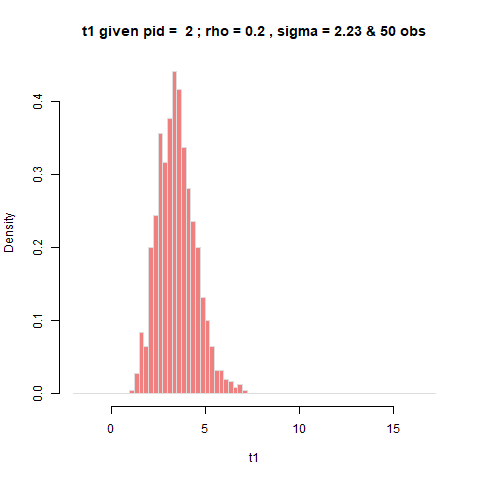 t1 given pid =  2 ; rho = 0.2 , sigma = 2.23 & 50 obs
Density
0.4
0.3
0.2
0.1
0.0
0 5 10 15
t1